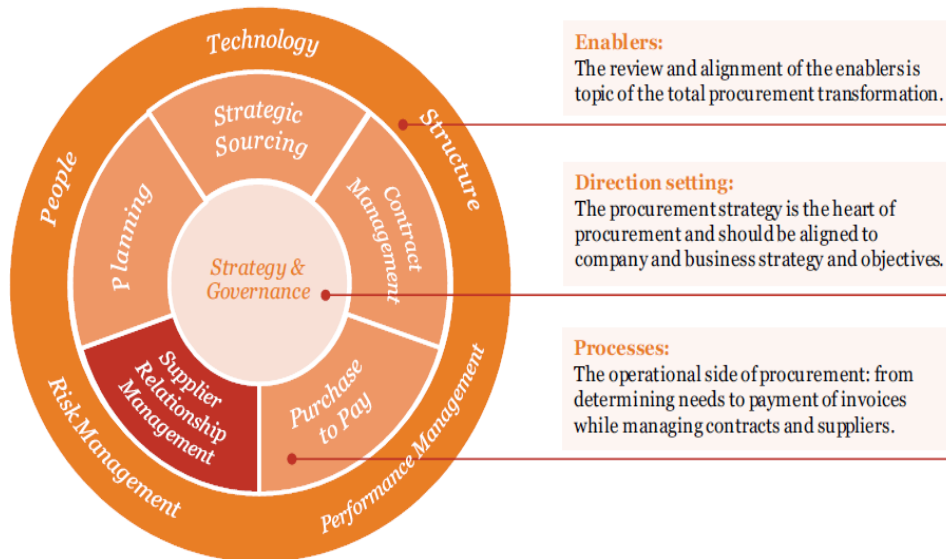 Technology
Structure
Performance Management
Risk Management
People
Strategic
Sourcing
Contract
Management
Purchase
to Pay
Supplier
Relationship
Management
Planning
Strategy &
Governance
Enablers:
The review and alignment of the enablers is
topic of the total procurement transformation.
Direction setting:
The procurement strategy is the heart of
procurement and should be aligned to
company and business strategy and objectives.
Processes:
The operational side of procurement: from
determining needs to payment of invoices
while managing contracts and suppliers.